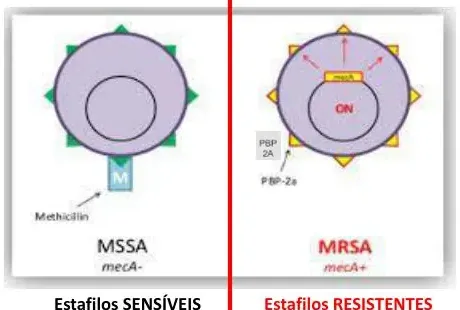 M
Methicillin
MSSA
mecA-
Estafilos SENSÍVEIS
mecA
ON
PBP
2A
PBP-2a
MRSA
mecA+
Estafilos RESISTENTES